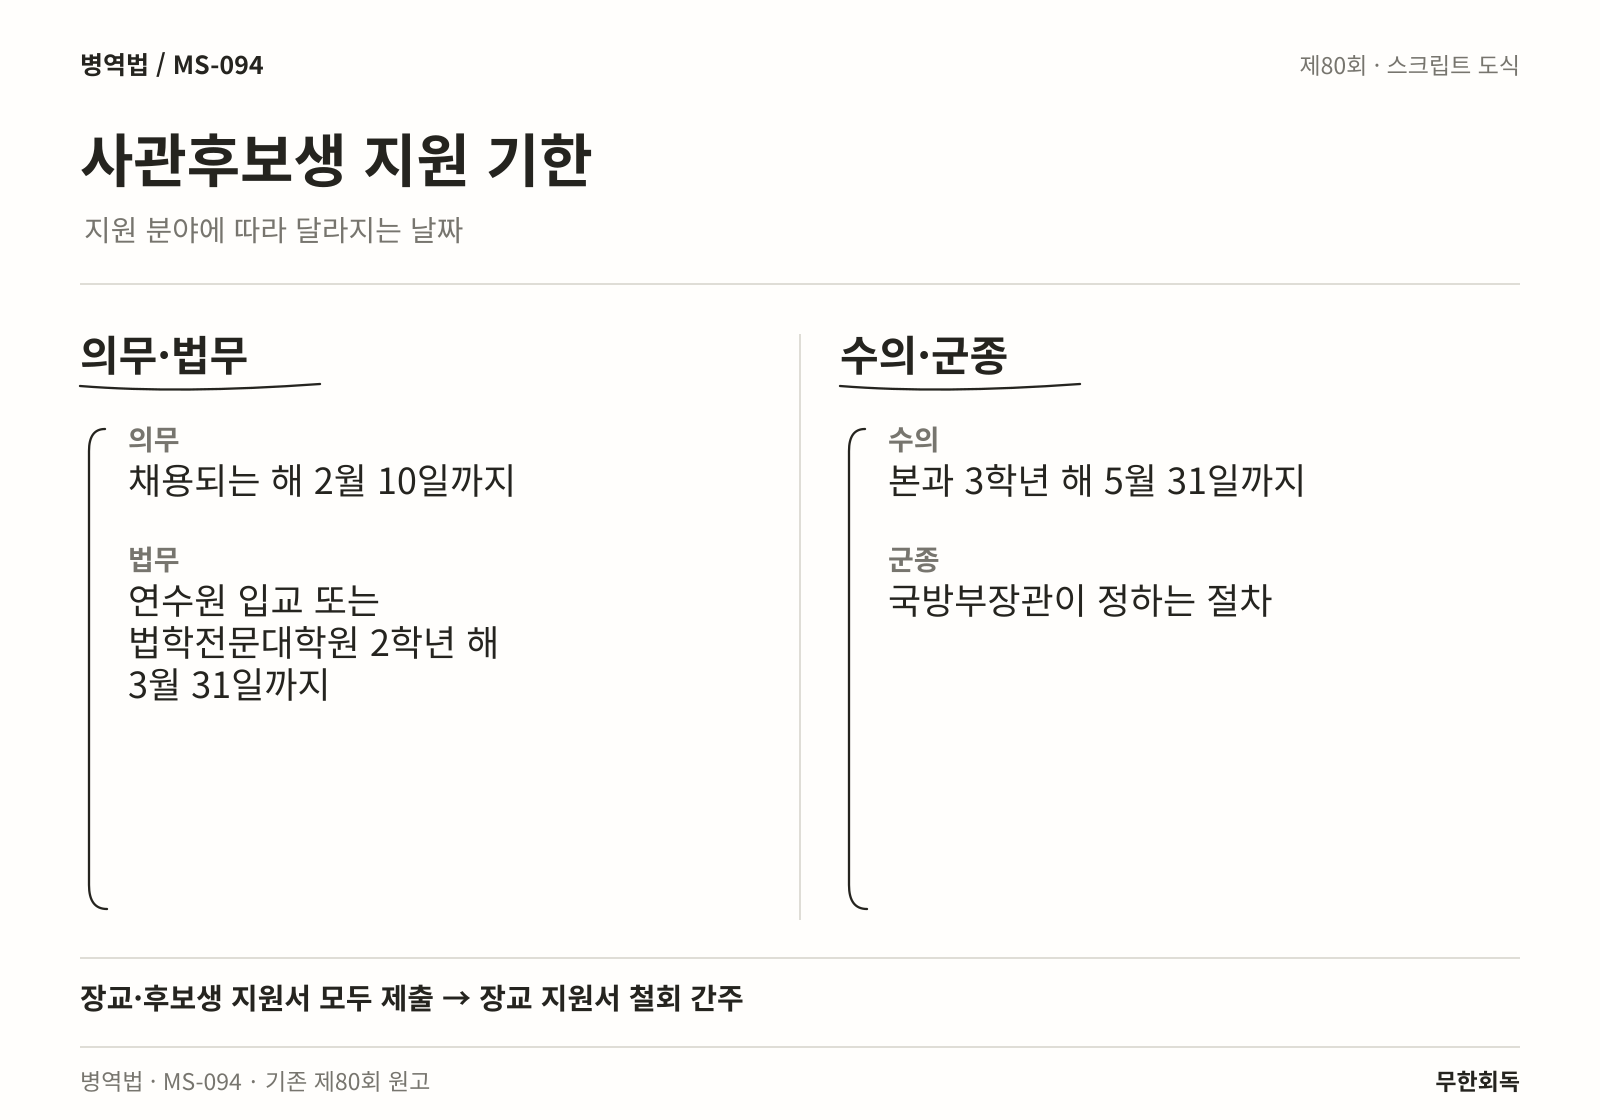 병역법 / MS-094
제80회 · 스크립트 도식
사관후보생 지원 기한
지원 분야에 따라 달라지는 날짜
의무·법무
의무
채용되는 해 2월 10일까지
법무
연수원 입교 또는
법학전문대학원 2학년 해
3월 31일까지
수의·군종
수의
본과 3학년 해 5월 31일까지
군종
국방부장관이 정하는 절차
장교·후보생 지원서 모두 제출 → 장교 지원서 철회 간주
병역법 · MS-094 · 기존 제80회 원고
무한회독